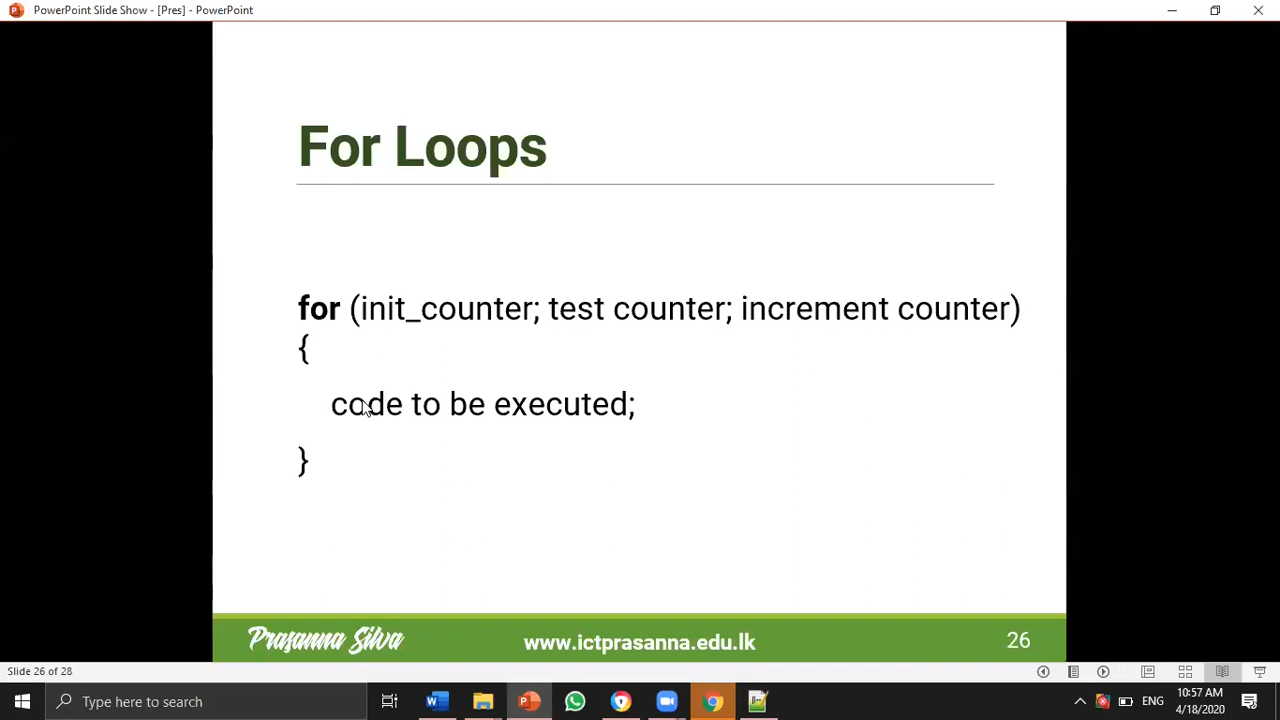 PowerPoint Slide Show - [Pres] - PowerPoint
For Loops
for (init_counter; test counter; increment counter)
{
code to be executed;
}
Prasanna Silva
www.ictprasanna.edu.lk
26
Slide 26 of 28
Type here to search
ENG
10:57 AM
4/18/2020